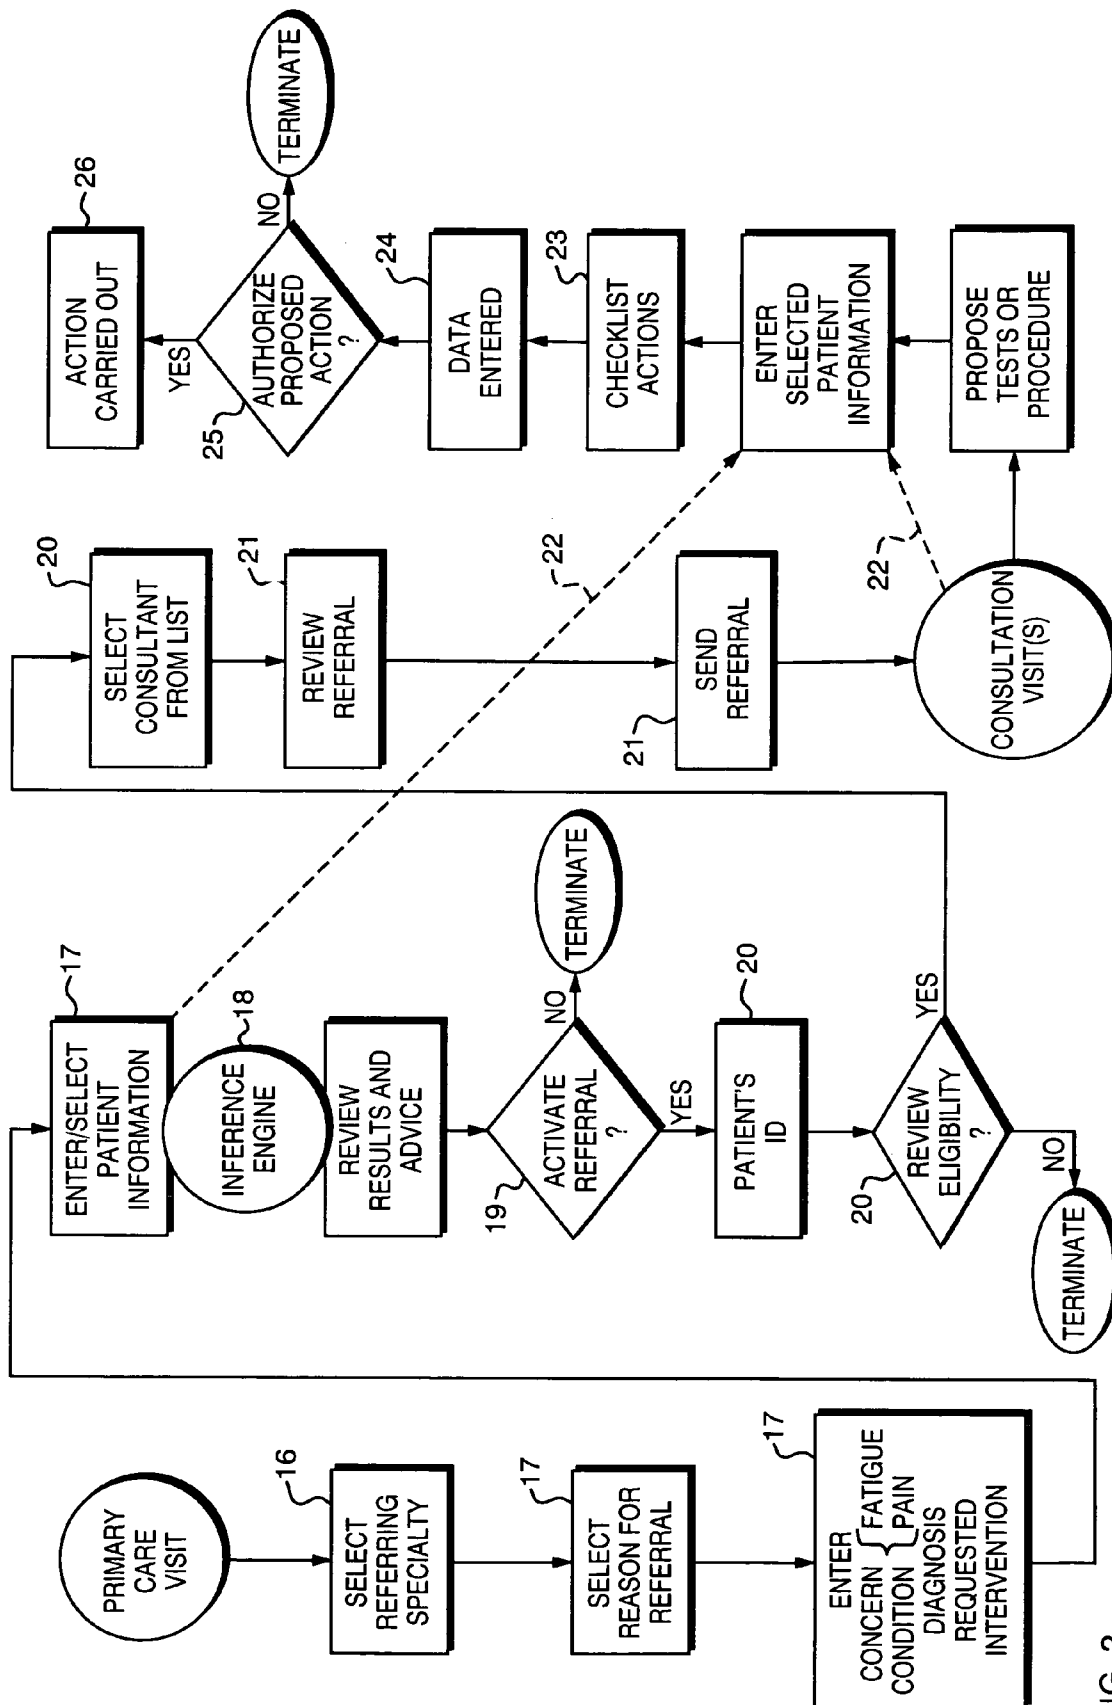 PRIMARY
CARE
VISIT
16
SELECT
REFERRING
SPECIALTY
17
SELECT
REASON FOR
REFERRAL
17
ENTER
CONCERN { FATIGUE
CONDITION { PAIN
DIAGNOSIS
REQUESTED
INTERVENTION
17
ENTER/SELECT
PATIENT
INFORMATION
18
INFERENCE
ENGINE
REVIEW
RESULTS AND
ADVICE
19
ACTIVATE
REFERRAL
?
NO
TERMINATE
YES
20
PATIENT'S
ID
20
REVIEW
ELIGIBILITY
?
NO
TERMINATE
YES
20
SELECT
CONSULTANT
FROM LIST
21
REVIEW
REFERRAL
22
21
SEND
REFERRAL
CONSULTATION
VISIT(S)
22
PROPOSE
TESTS OR
PROCEDURE
ENTER
SELECTED
PATIENT
INFORMATION
23
CHECKLIST
ACTIONS
24
DATA
ENTERED
25
AUTHORIZE
PROPOSED
ACTION
?
NO
TERMINATE
YES
26
ACTION
CARRIED OUT